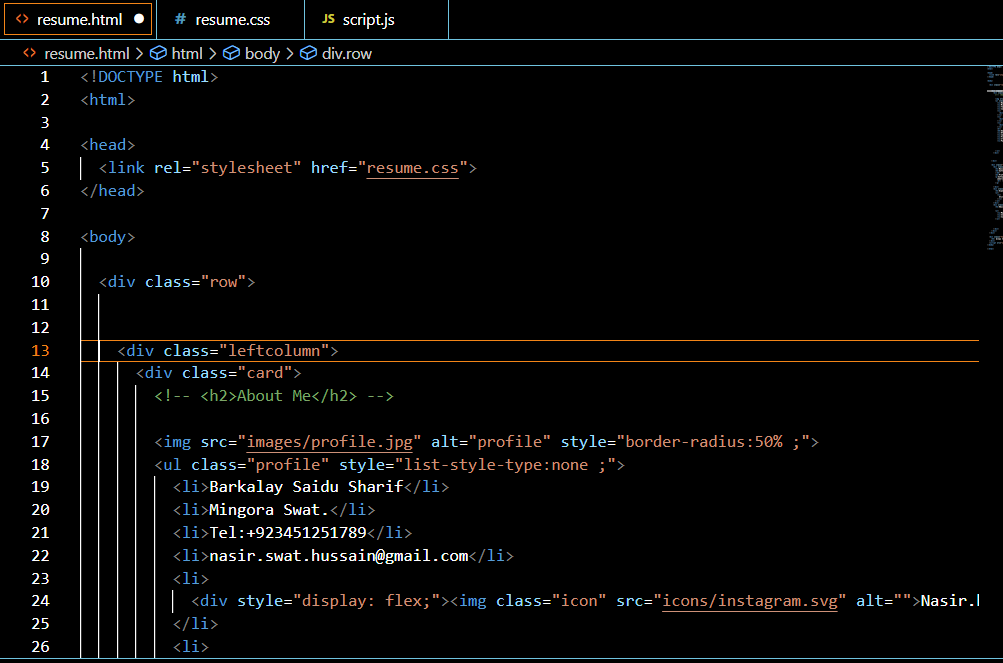 resume.html
# resume.css
JS script.js
resume.html > html > body > div.row
1 <!DOCTYPE html>
2 <html>
3
4 <head>
5 <link rel="stylesheet" href="resume.css">
6 </head>
7
8 <body>
9
10 <div class="row">
11
12
13 <div class="leftcolumn">
14 <div class="card">
15 <!-- <h2>About Me</h2> -->
16
17 <img src="images/profile.jpg" alt="profile" style="border-radius:50% ;">
18 <ul class="profile" style="list-style-type:none ;">
19 <li>Barkalay Saidu Sharif</li>
20 <li>Mingora Swat.</li>
21 <li>Tel:+923451251789</li>
22 <li>nasir.swat.hussain@gmail.com</li>
23 <li>
24 <div style="display: flex;"><img class="icon" src="icons/instagram.svg" alt="">Nasir.
25 </li>
26 <li>